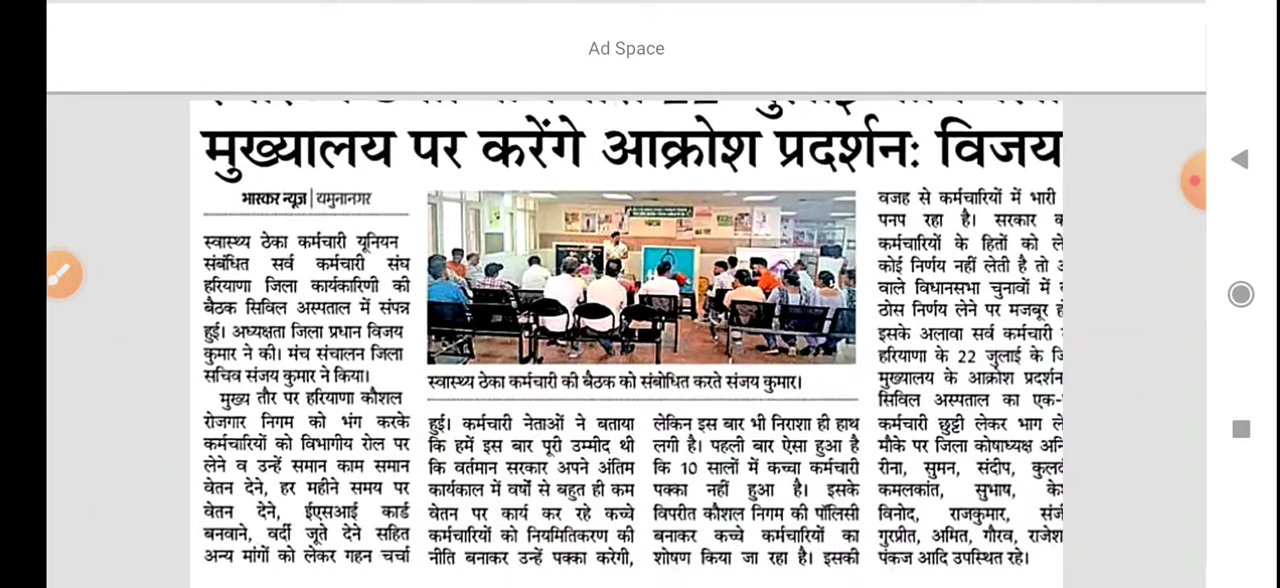 Ad Space
मुख्यालय पर करेंगे आक्रोश प्रदर्शन: विजय
भास्कर न्यूज | यमुनानगर
स्वास्थ्य ठेका कर्मचारी यूनियन
संबंधित सर्व कर्मचारी संघ
हरियाणा जिला कार्यकारिणी की
बैठक सिविल अस्पताल में संपन्न
हुई। अध्यक्षता जिला प्रधान विजय
कुमार ने की। मंच संचालन जिला
सचिव संजय कुमार ने किया।
मुख्य तौर पर हरियाणा कौशल
रोजगार निगम को भंग करके
कर्मचारियों को विभागीय रोल पर
लेने व उन्हें समान काम समान
वेतन देने, हर महीने समय पर
वेतन देने, ईएसआई कार्ड
बनवाने, वर्दी जूते देने सहित
अन्य मांगों को लेकर गहन चर्चा
स्वास्थ्य ठेका कर्मचारी की बैठक को संबोधित करते संजय कुमार।
हुई। कर्मचारी नेताओं ने बताया
कि हमें इस बार पूरी उम्मीद थी
कि वर्तमान सरकार अपने अंतिम
कार्यकाल में वर्षों से बहुत ही कम
वेतन पर कार्य कर रहे कच्चे
कर्मचारियों को नियमितिकरण की
नीति बनाकर उन्हें पक्का करेगी,
लेकिन इस बार भी निराशा ही हाथ
लगी है। पहली बार ऐसा हुआ है
कि 10 सालों में कच्चा कर्मचारी
पक्का नहीं हुआ है। इसके
विपरीत कौशल निगम की पॉलिसी
बनाकर कच्चे कर्मचारियों का
शोषण किया जा रहा है। इसकी
वजह से कर्मचारियों में भारी
पनप रहा है। सरकार
कर्मचारियों के हितों को
कोई निर्णय नहीं लेती है तो
वाले विधानसभा चुनावों में
ठोस निर्णय लेने पर मजबूर
इसके अलावा सर्व कर्मचारी
हरियाणा के 22 जुलाई के
मुख्यालय के आक्रोश प्रदर्शन
सिविल अस्पताल का एक-
कर्मचारी छुट्टी लेकर भाग
मौके पर जिला कोषाध्यक्ष
रीना, सुमन, संदीप,
कमलकांत, सुभाष,
विनोद, राजकुमार,
गुरप्रीत, अमित, गौरव, राजेश
पंकज आदि उपस्थित रहे।